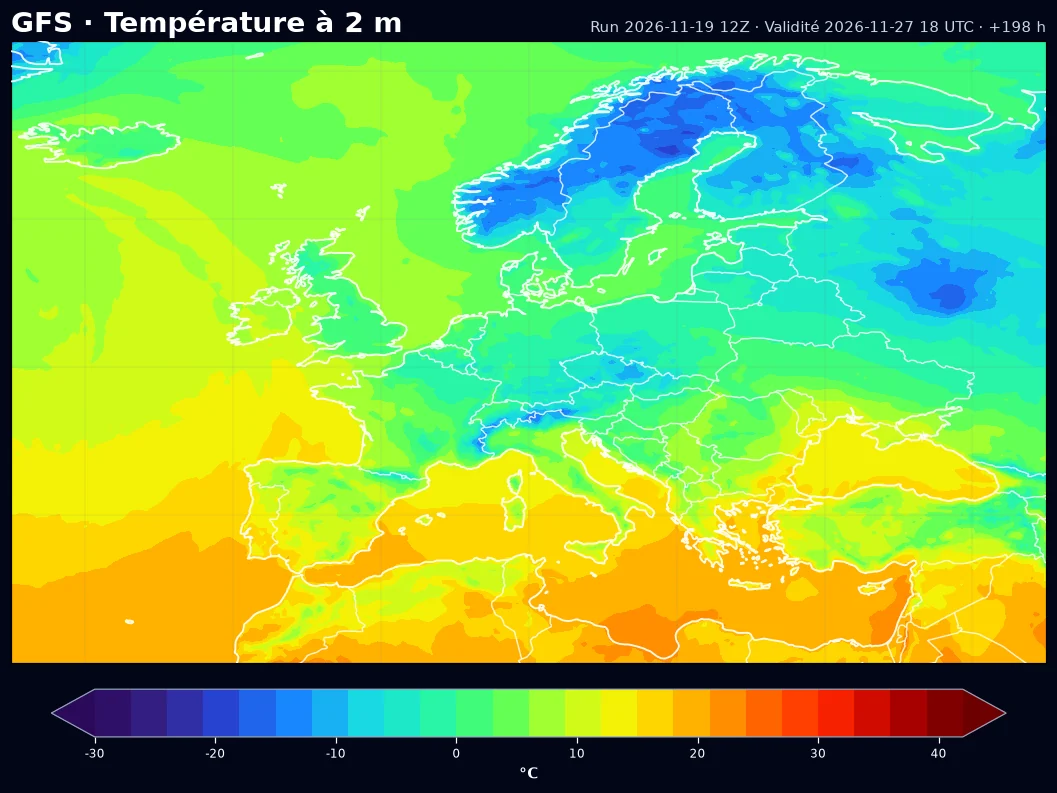 GFS · Température à 2 m
Run 2026-11-19 12Z · Validité 2026-11-27 18 UTC · +198 h
-30 -20 -10 0 10 20 30 40
°C